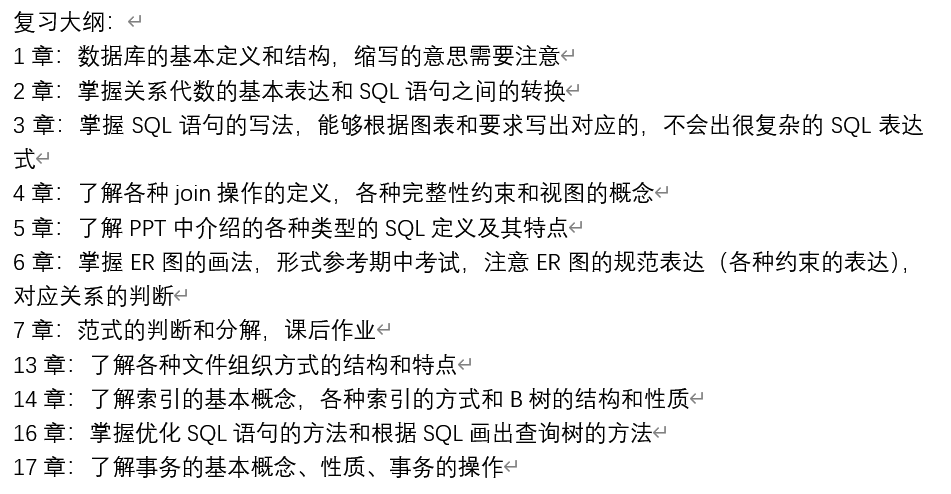 复习大纲：
1 章：数据库的基本定义和结构，缩写的意思需要注意
2 章：掌握关系代数的基本表达和 SQL 语句之间的转换
3 章：掌握 SQL 语句的写法，能够根据图表和要求写出对应的，不会出很复杂的 SQL 表达
式
4 章：了解各种 join 操作的定义，各种完整性约束和视图的概念
5 章：了解 PPT 中介绍的各种类型的 SQL 定义及其特点
6 章：掌握 ER 图的画法，形式参考期中考试，注意 ER 图的规范表达（各种约束的表达），
对应关系的判断
7 章：范式的判断和分解，课后作业
13 章：了解各种文件组织方式的结构和特点
14 章：了解索引的基本概念，各种索引的方式和 B 树的结构和性质
16 章：掌握优化 SQL 语句的方法和根据 SQL 画出查询树的方法
17 章：了解事务的基本概念、性质、事务的操作